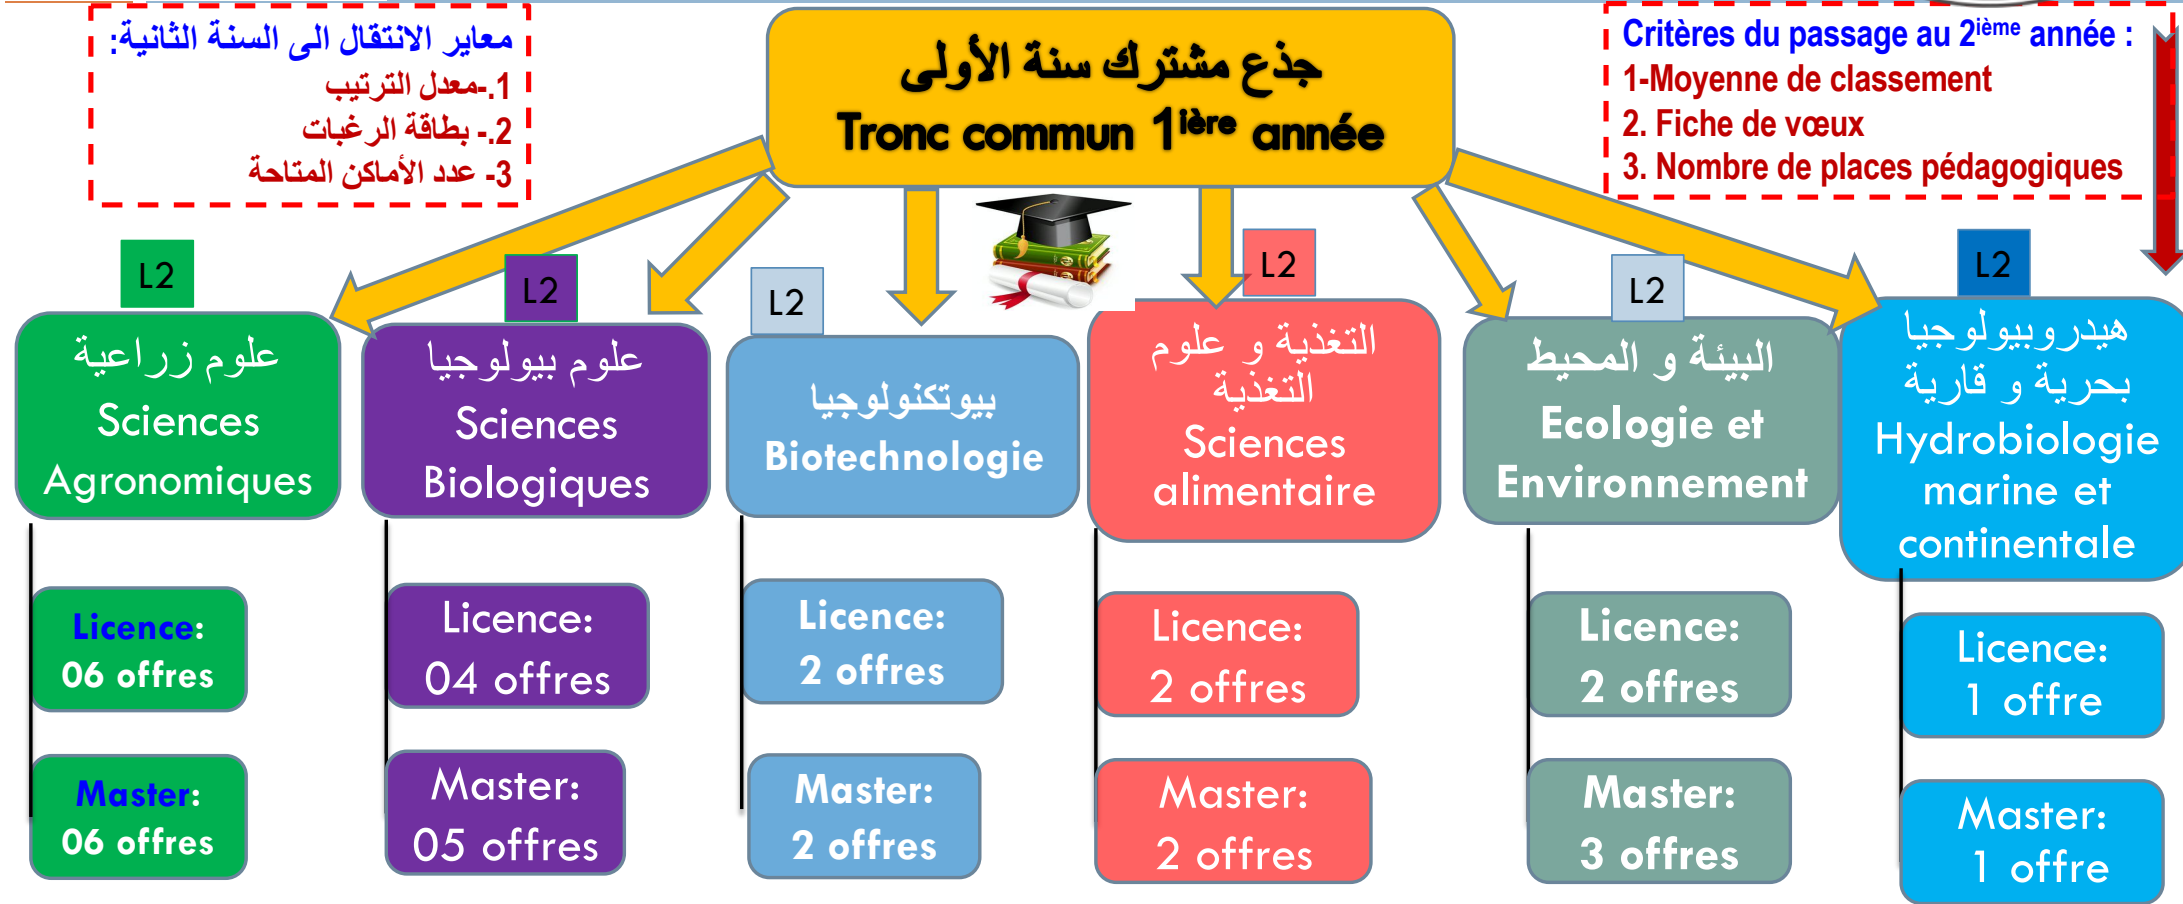 معاير الانتقال الى السنة الثانية:
1.-معدل الترتيب
2.- بطاقة الرغبات
3- عدد الأماكن المتاحة
جذع مشترك سنة الأولى
Tronc commun 1ière année
Critères du passage au 2ième année :
1-Moyenne de classement
2. Fiche de vœux
3. Nombre de places pédagogiques
L2
علوم زراعية
Sciences
Agronomiques
Licence:
06 offres
Master:
06 offres
L2
علوم بيولوجيا
Sciences
Biologiques
Licence:
04 offres
Master:
05 offres
L2
بيوتكنولوجيا
Biotechnologie
Licence:
2 offres
Master:
2 offres
L2
التغذية و علوم
التغذية
Sciences
alimentaire
Licence:
2 offres
Master:
2 offres
L2
البيئة و المحيط
Ecologie et
Environnement
Licence:
2 offres
Master:
3 offres
L2
هيدروبيولوجيا
بحرية و قارية
Hydrobiologie
marine et
continentale
Licence:
1 offre
Master:
1 offre